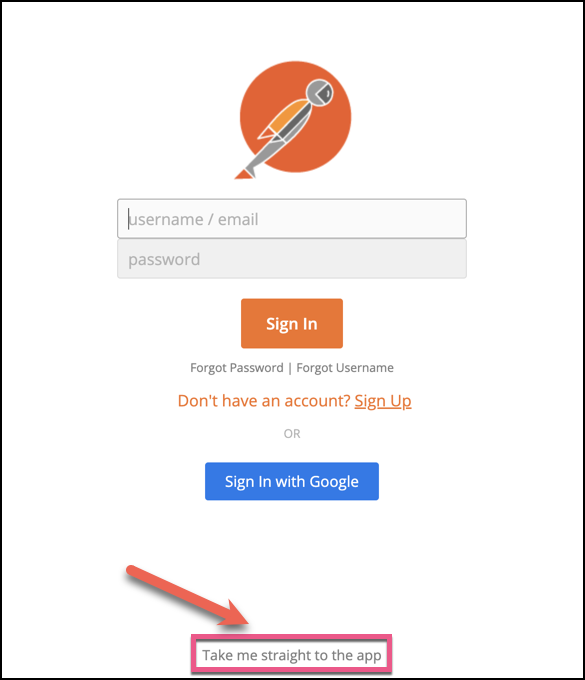 username / email
password
Sign In
Forgot Password | Forgot Username
Don't have an account? Sign Up
OR
Sign In with Google
Take me straight to the app